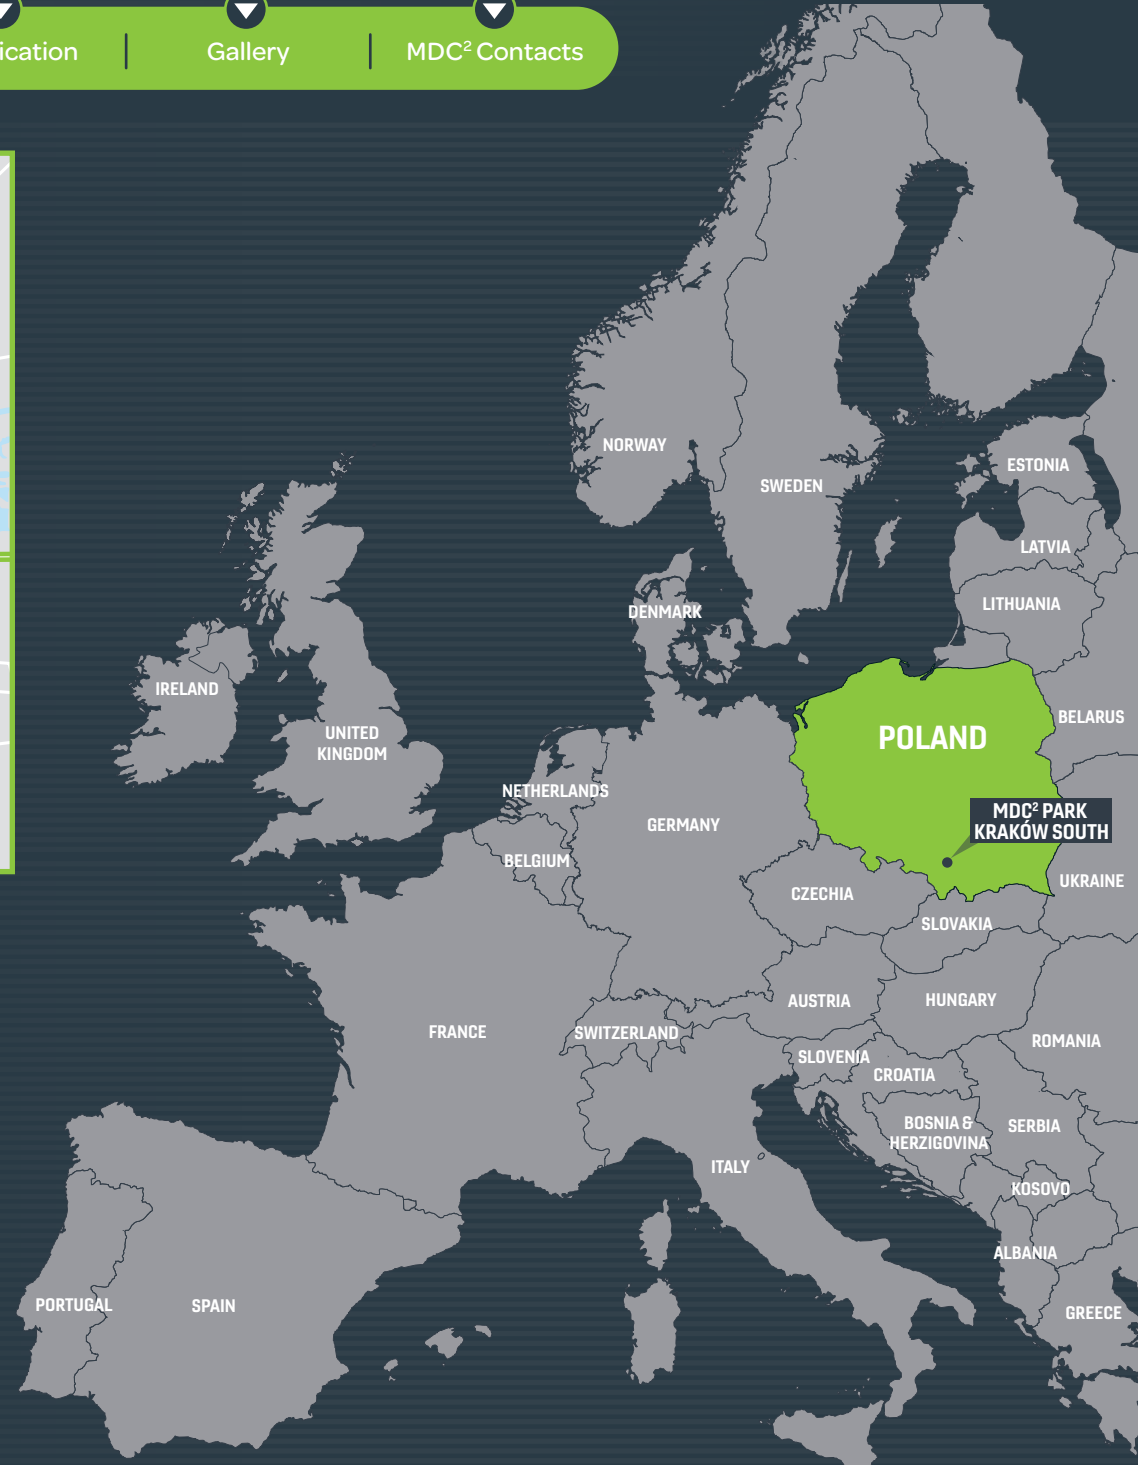 ication
Gallery
MDC² Contacts
NORWAY
ESTONIA
SWEDEN
LATVIA
LITHUANIA
DENMARK
IRELAND
BELARUS
UNITED
KINGDOM
POLAND
NETHERLANDS
MDC² PARK
KRAKÓW SOUTH
GERMANY
BELGIUM
UKRAINE
CZECHIA
SLOVAKIA
AUSTRIA
HUNGARY
FRANCE
SWITZERLAND
ROMANIA
SLOVENIA
CROATIA
BOSNIA &
HERZIGOVINA
SERBIA
ITALY
KOSOVO
ALBANIA
PORTUGAL
SPAIN
GREECE